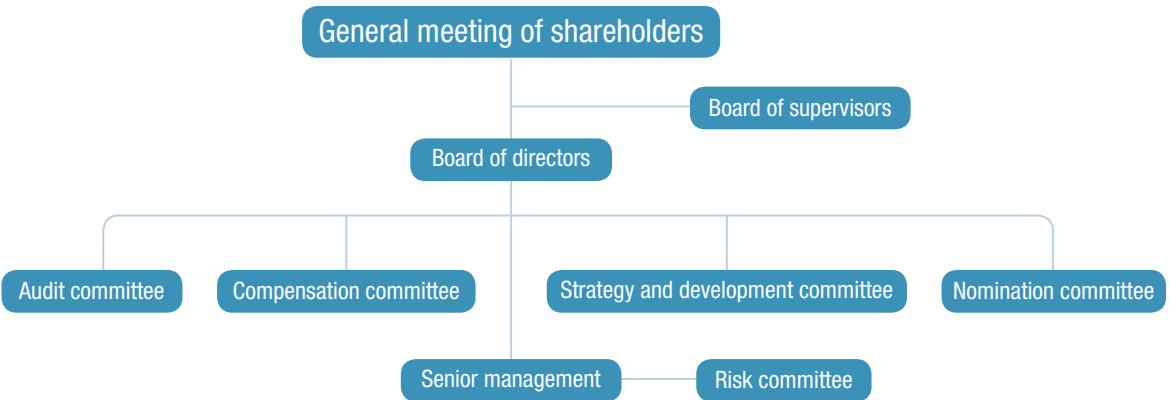 General meeting of shareholders
Board of supervisors
Board of directors
Audit committee
Compensation committee
Strategy and development committee
Nomination committee
Senior management
Risk committee